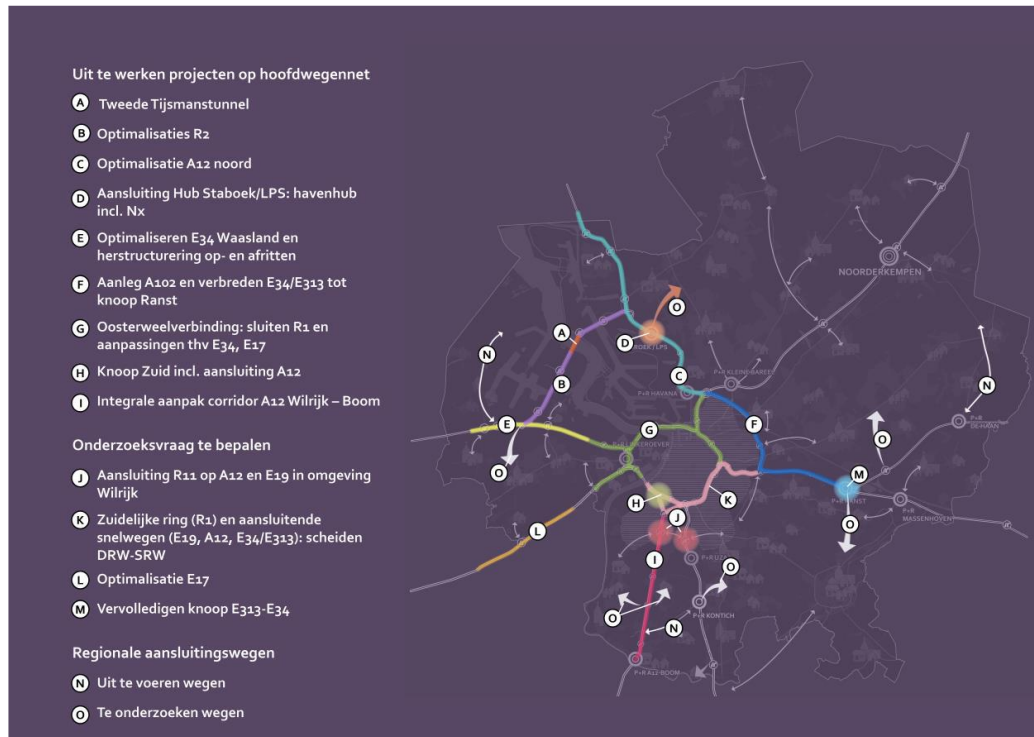 Uit te werken projecten op hoofdwegennet
A Tweede Tijsmanstunnel
B Optimalisaties R2
C Optimalisatie A12 noord
D Aansluiting Hub Staboek/LPS: havenhub
incl. Nx
E Optimaliseren E34 Waasland en
herstructurering op- en afritten
F Aanleg A102 en verbreden E34/E313 tot
knoop Ranst
G Oosterweelverbinding: sluiten R1 en
aanpassingen thv E34, E17
H Knoop Zuid incl. aansluiting A12
I Integrale aanpak corridor A12 Wilrijk – Boom
Onderzoeksvraag te bepalen
J Aansluiting R11 op A12 en E19 in omgeving
Wilrijk
K Zuidelijke ring (R1) en aansluitende
snelwegen (E19, A12, E34/E313): scheiden
DRW-SRW
L Optimalisatie E17
M Vervolledigen knoop E313-E34
Regionale aansluitingswegen
N Uit te voeren wegen
O Te onderzoeken wegen
NOORDERKEMPEN
O
A
D
N
P+R KLEINE BAREEL
B
C
P+R HAVANA
N
P+R
DE HAAN
E
G
F
O
O
M
K
P+R
MASSENHOVEN
H
J
L
O
I
O
P+R KONTICH
O
N
P+R A12-BOOM